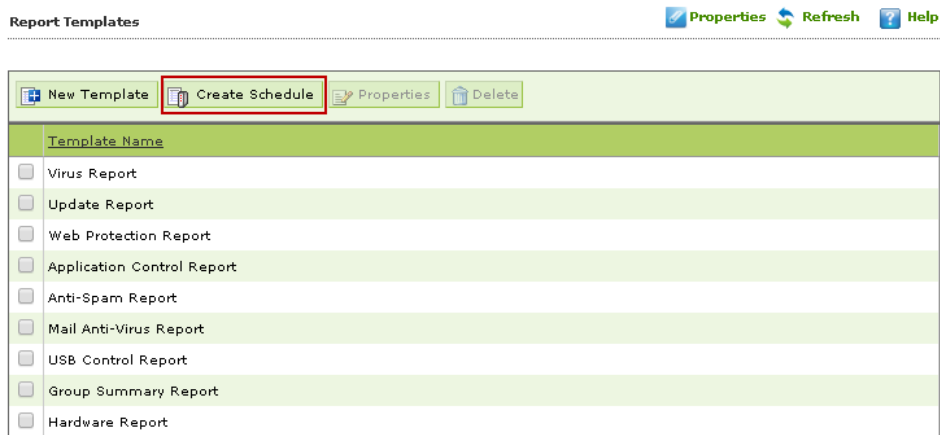 Report Templates Properties Refresh ? Help
New Template Create Schedule Properties Delete
Template Name
Virus Report
Update Report
Web Protection Report
Application Control Report
Anti-Spam Report
Mail Anti-Virus Report
USB Control Report
Group Summary Report
Hardware Report